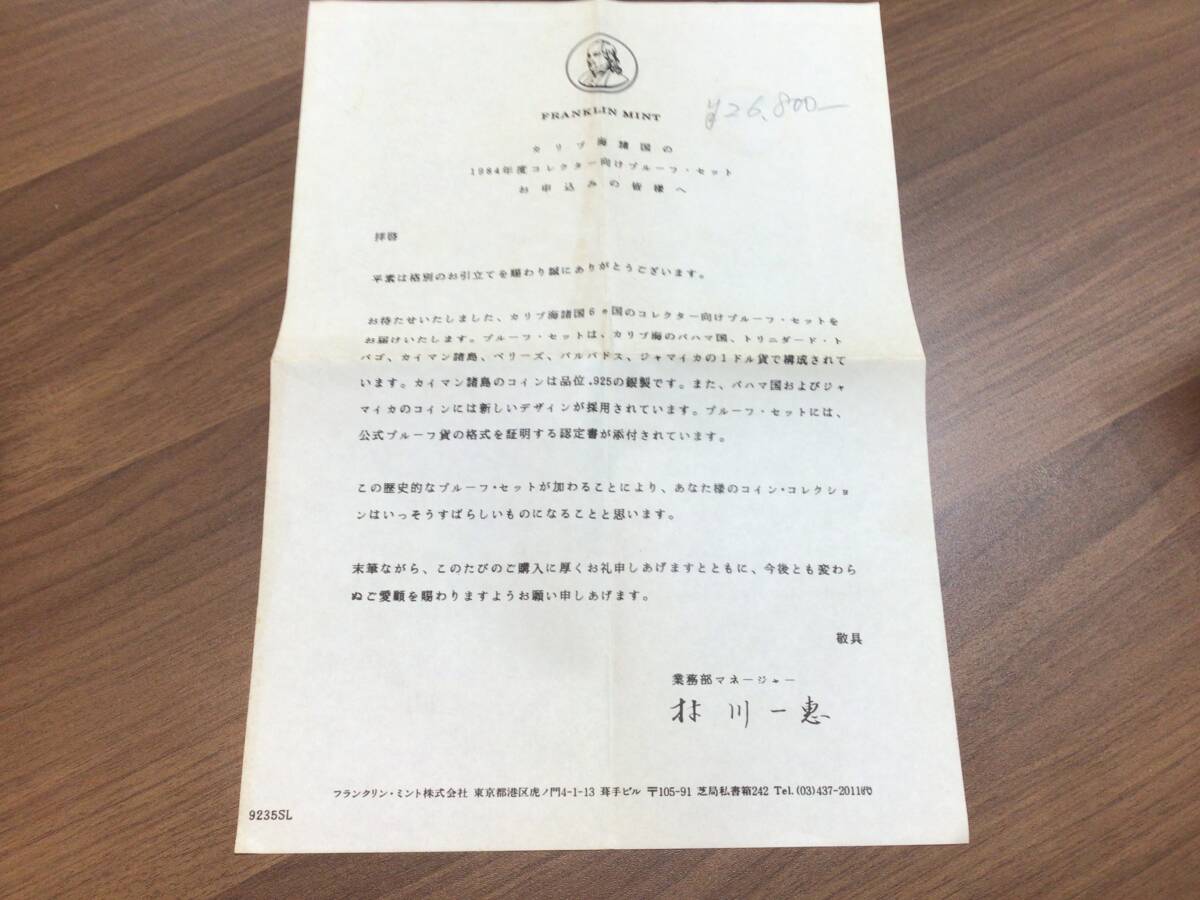 FRANKLIN MINT
¥26,800—
カリブ海諸国の
1984年度コレクター向けプルーフ・セット
お申込みの皆様へ
拝啓
平素は格別のお引立てを賜わり誠にありがとうございます。
お待たせいたしました、カリブ海諸国6ヶ国のコレクター向けプルーフ・セットを
お届けいたします。プルーフ・セットは、カリブ海のバハマ国、トリニダード・ト
バゴ、カイマン諸島、ベリーズ、バルバドス、ジャマイカの1ドル貨で構成されて
います。カイマン諸島のコインは品位.925の銀製です。また、バハマ国およびジャ
マイカのコインには新しいデザインが採用されています。プルーフ・セットには、
公式プルーフ貨の格式を証明する認定書が添付されています。
この歴史的なプルーフ・セットが加わることにより、あなた様のコイン・コレクショ
ンはいっそうすばらしいものになることと思います。
末筆ながら、このたびのご購入に厚くお礼申しあげますとともに、今後とも変わら
ぬご愛顧を賜わりますようお願い申しあげます。
敬具
業務部マネージャー
川一恵
フランクリン・ミント株式会社 東京都港区虎ノ門4-1-13 葺手ビル 〒105-91 芝局私書箱242 Tel.(03)437-2011代
9235SL